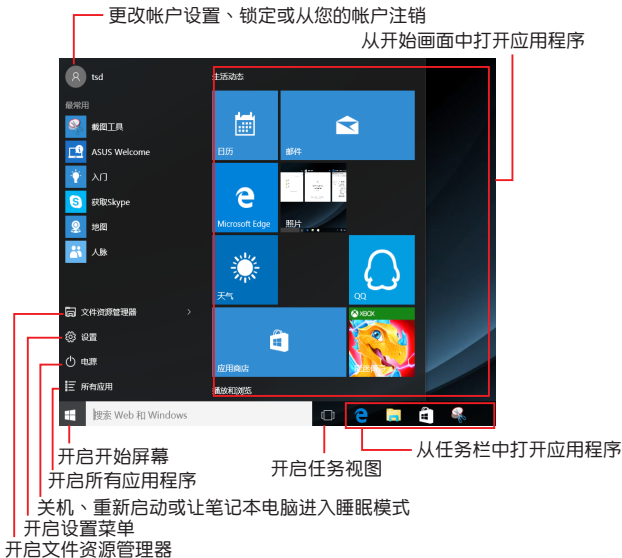 更改帐户设置、锁定或从您的帐户注销
从开始画面中打开应用程序
tsd
生活动态
最常用
截图工具
ASUS Welcome
入门
获取Skype
地图
人脉
日历
邮件
Microsoft Edge
照片
天气
QQ
XBOX
应用商店
播放和浏览
文件资源管理器
设置
电源
所有应用
搜索 Web 和 Windows
从任务栏中打开应用程序
开启开始屏幕
开启任务视图
开启所有应用程序
关机、重新启动或让笔记本电脑进入睡眠模式
开启设置菜单
开启文件资源管理器